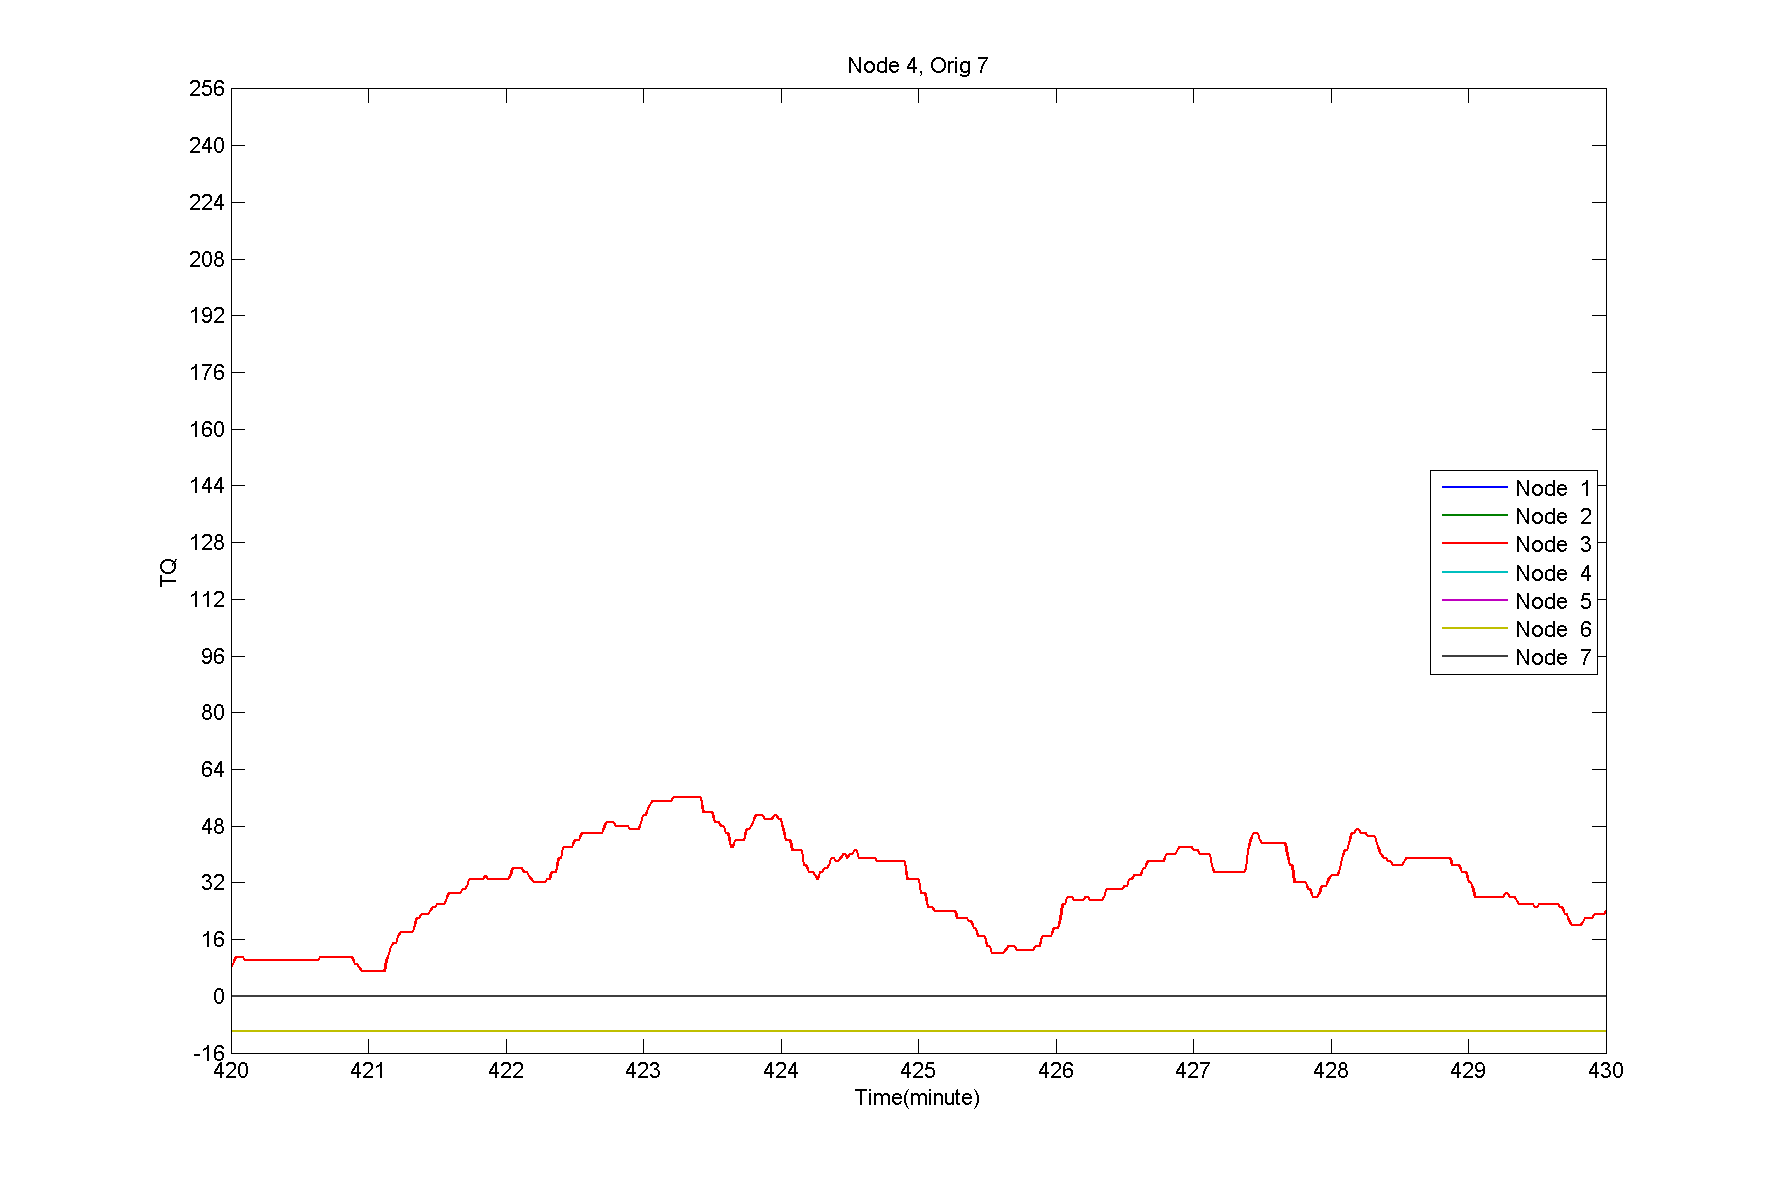 Node 4, Orig 7
256
240
224
208
192
176
160
144
128
112
96
80
64
48
32
16
0
-16
TQ
Node 1
Node 2
Node 3
Node 4
Node 5
Node 6
Node 7
420 421 422 423 424 425 426 427 428 429 430
Time(minute)